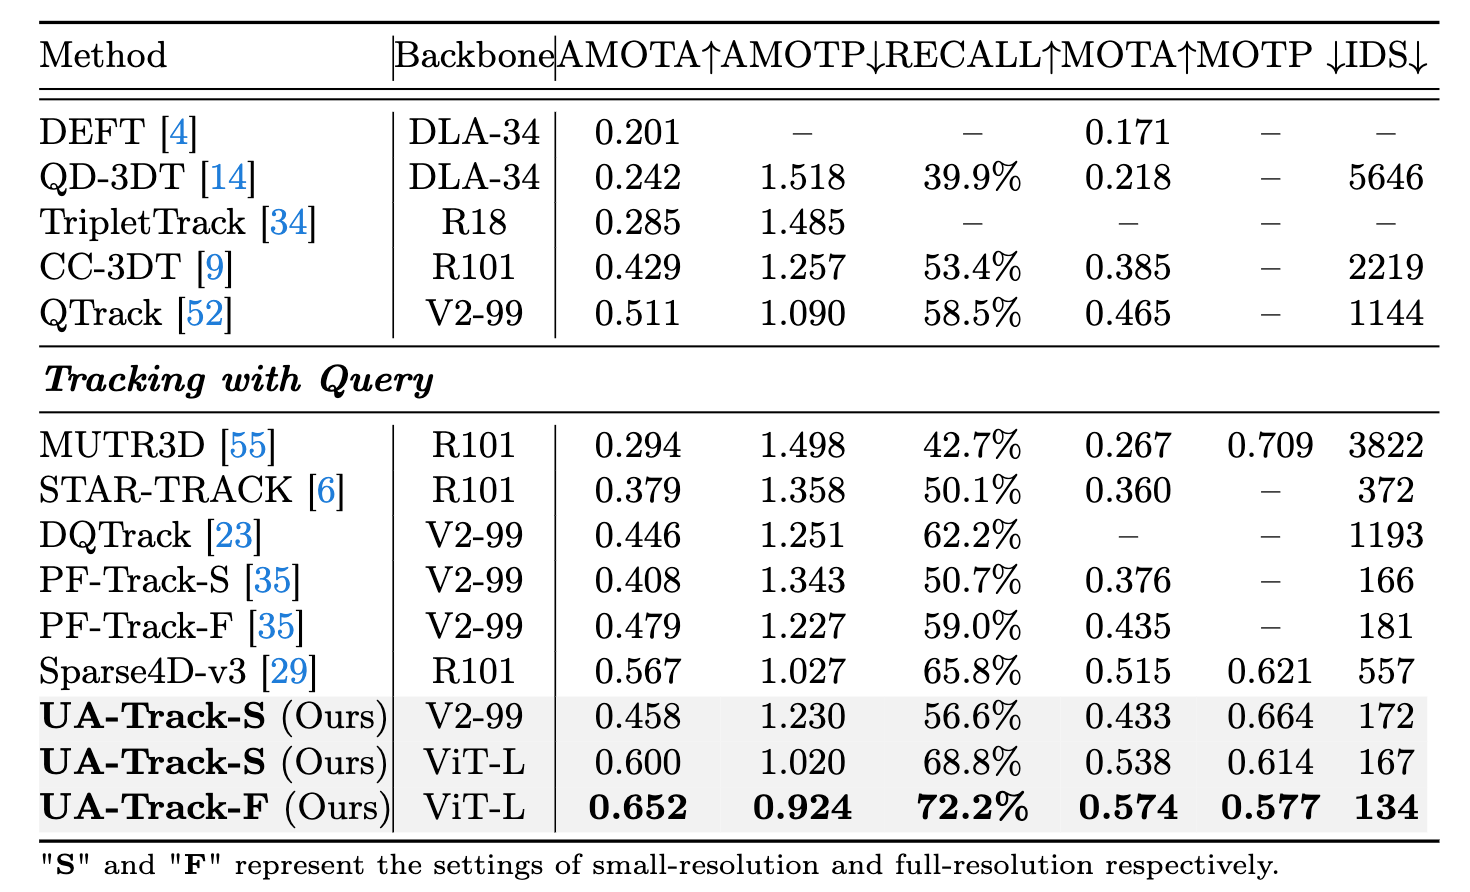 Method Backbone AMOTA↑ AMOTP↓ RECALL↑ MOTA↑ MOTP ↓ IDS↓
DEFT [4] DLA-34 0.201 – – 0.171 – –
QD-3DT [14] DLA-34 0.242 1.518 39.9% 0.218 – 5646
TripletTrack [34] R18 0.285 1.485 – – – –
CC-3DT [9] R101 0.429 1.257 53.4% 0.385 – 2219
QTrack [52] V2-99 0.511 1.090 58.5% 0.465 – 1144
Tracking with Query
MUTR3D [55] R101 0.294 1.498 42.7% 0.267 0.709 3822
STAR-TRACK [6] R101 0.379 1.358 50.1% 0.360 – 372
DQTrack [23] V2-99 0.446 1.251 62.2% – – 1193
PF-Track-S [35] V2-99 0.408 1.343 50.7% 0.376 – 166
PF-Track-F [35] V2-99 0.479 1.227 59.0% 0.435 – 181
Sparse4D-v3 [29] R101 0.567 1.027 65.8% 0.515 0.621 557
UA-Track-S (Ours) V2-99 0.458 1.230 56.6% 0.433 0.664 172
UA-Track-S (Ours) ViT-L 0.600 1.020 68.8% 0.538 0.614 167
UA-Track-F (Ours) ViT-L 0.652 0.924 72.2% 0.574 0.577 134
"S" and "F" represent the settings of small-resolution and full-resolution respectively.